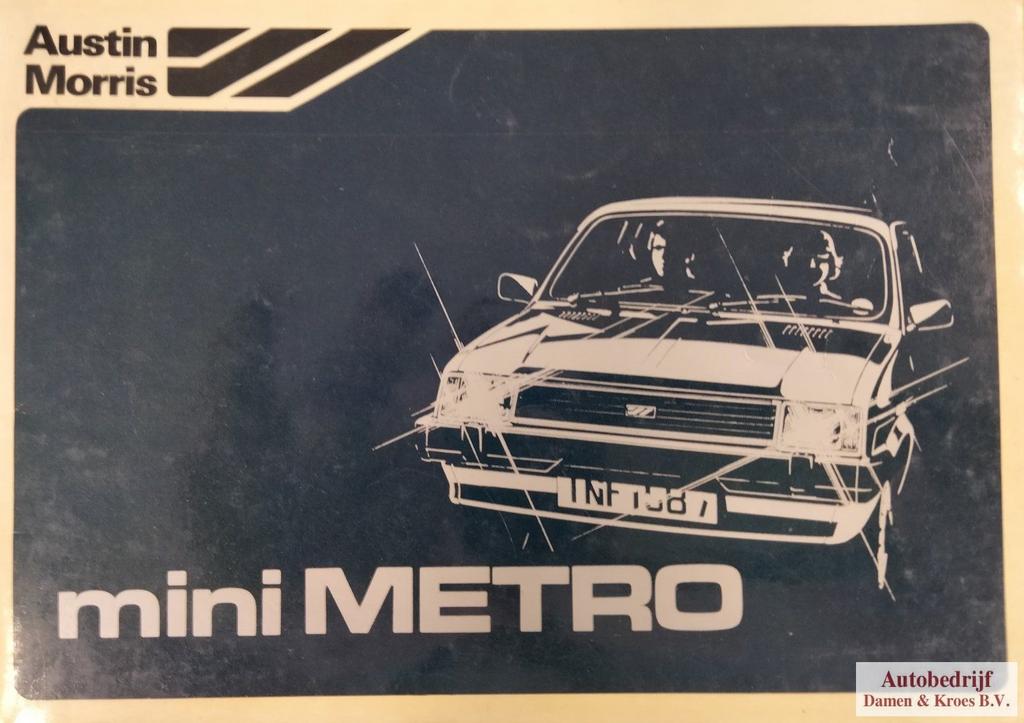 Austin
Morris
mini METRO
Autobedrijf
Damen & Kroes B.V.